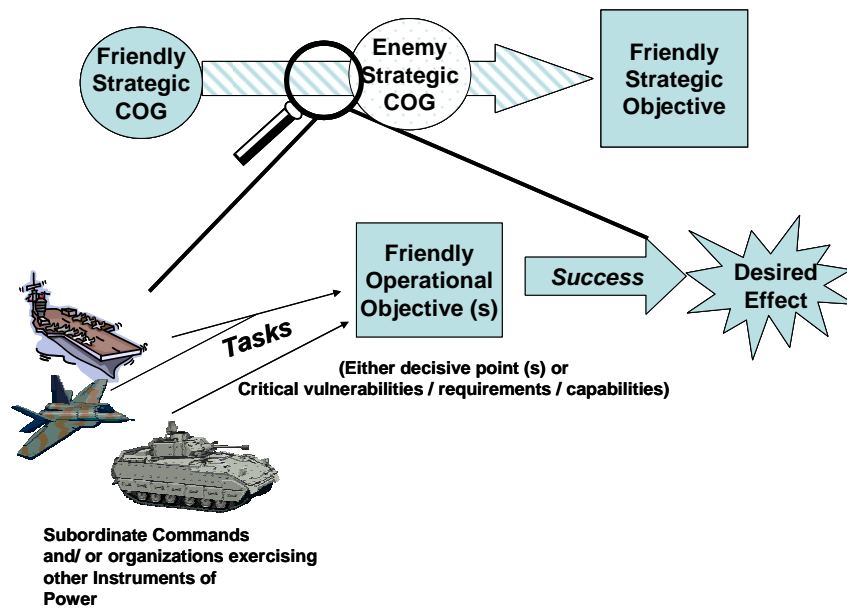 Friendly
Strategic
COG
Enemy
Strategic
COG
Friendly
Strategic
Objective
Friendly
Operational
Objective (s)
Success
Desired
Effect
Tasks
(Either decisive point (s) or
Critical vulnerabilities / requirements / capabilities)
Subordinate Commands
and/ or organizations exercising
other Instruments of
Power